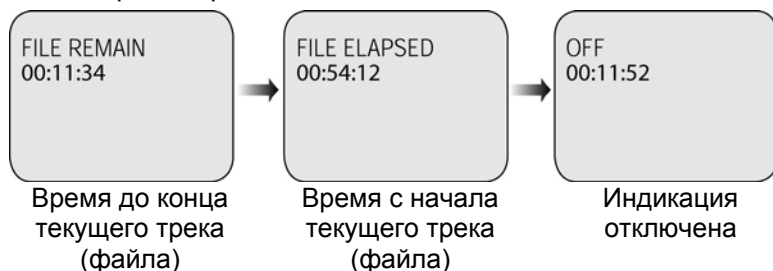 FILE REMAIN
00:11:34
FILE ELAPSED
00:54:12
OFF
00:11:52
Время до конца
текущего трека
(файла)
Время с начала
текущего трека
(файла)
Индикация
отключена